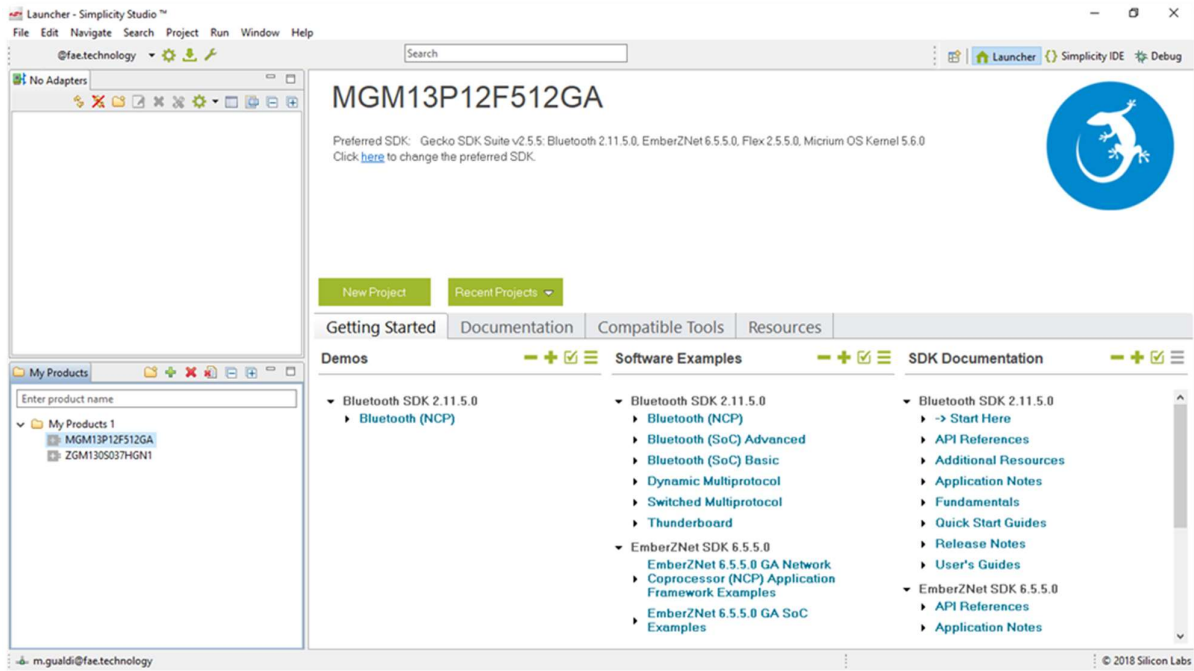 Launcher - Simplicity Studio ™
File Edit Navigate Search Project Run Window Help
@fae.technology
Search
Launcher
Simplicity IDE
Debug
No Adapters
MGM13P12F512GA
Preferred SDK: Gecko SDK Suite v2.5.5: Bluetooth 2.11.5.0, EmberZNet 6.5.5.0, Flex 2.5.5.0, Micrium OS Kernel 5.6.0
Click here to change the preferred SDK.
New Project
Recent Projects
Getting Started
Documentation
Compatible Tools
Resources
My Products
Enter product name
My Products 1
MGM13P12F512GA
ZGM130S037HGN1
Demos
Bluetooth SDK 2.11.5.0
Bluetooth (NCP)
Software Examples
Bluetooth SDK 2.11.5.0
Bluetooth (NCP)
Bluetooth (SoC) Advanced
Bluetooth (SoC) Basic
Dynamic Multiprotocol
Switched Multiprotocol
Thunderboard
EmberZNet SDK 6.5.5.0
EmberZNet 6.5.5.0 GA Network
Coprocessor (NCP) Application
Framework Examples
EmberZNet 6.5.5.0 GA SoC
Examples
SDK Documentation
Bluetooth SDK 2.11.5.0
-> Start Here
API References
Additional Resources
Application Notes
Fundamentals
Quick Start Guides
Release Notes
User's Guides
EmberZNet SDK 6.5.5.0
API References
Application Notes
m.gualdi@fae.technology
© 2018 Silicon Labs